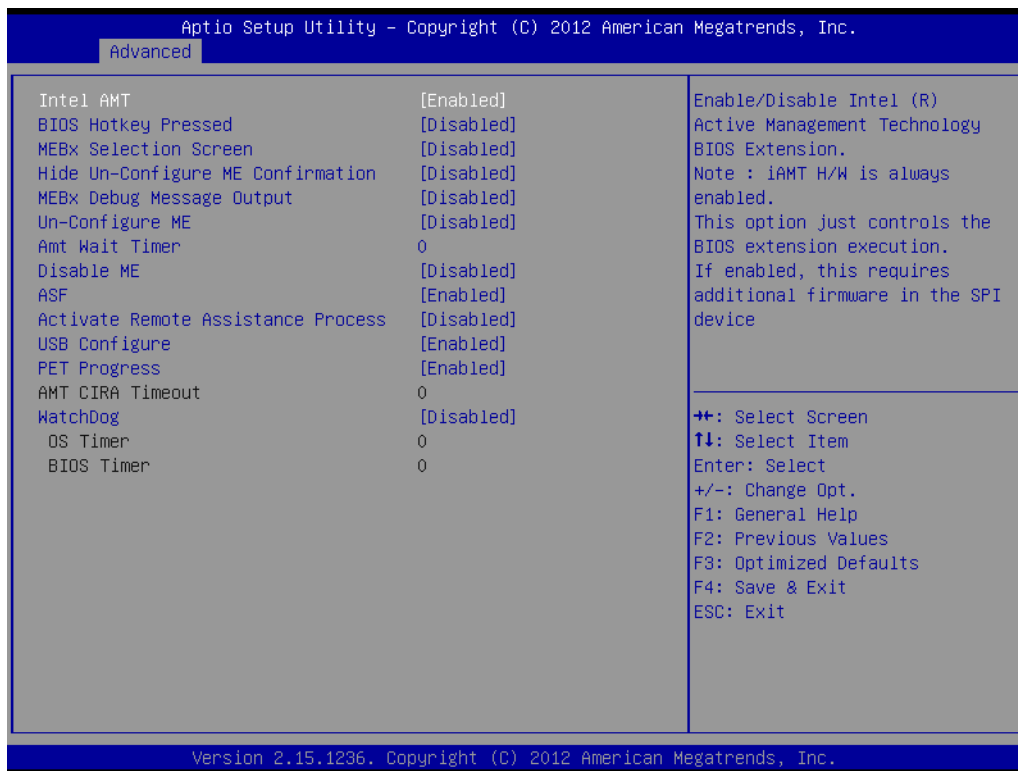 Aptio Setup Utility – Copyright (C) 2012 American Megatrends, Inc.
Advanced
Intel AMT [Enabled]
BIOS Hotkey Pressed [Disabled]
MEBx Selection Screen [Disabled]
Hide Un-Configure ME Confirmation [Disabled]
MEBx Debug Message Output [Disabled]
Un-Configure ME [Disabled]
Amt Wait Timer 0
Disable ME [Disabled]
ASF [Enabled]
Activate Remote Assistance Process [Disabled]
USB Configure [Enabled]
PET Progress [Enabled]
AMT CIRA Timeout 0
WatchDog [Disabled]
OS Timer 0
BIOS Timer 0
Enable/Disable Intel (R)
Active Management Technology
BIOS Extension.
Note : iAMT H/W is always
enabled.
This option just controls the
BIOS extension execution.
If enabled, this requires
additional firmware in the SPI
device
→←: Select Screen
↑↓: Select Item
Enter: Select
+/-: Change Opt.
F1: General Help
F2: Previous Values
F3: Optimized Defaults
F4: Save & Exit
ESC: Exit
Version 2.15.1236. Copyright (C) 2012 American Megatrends, Inc.